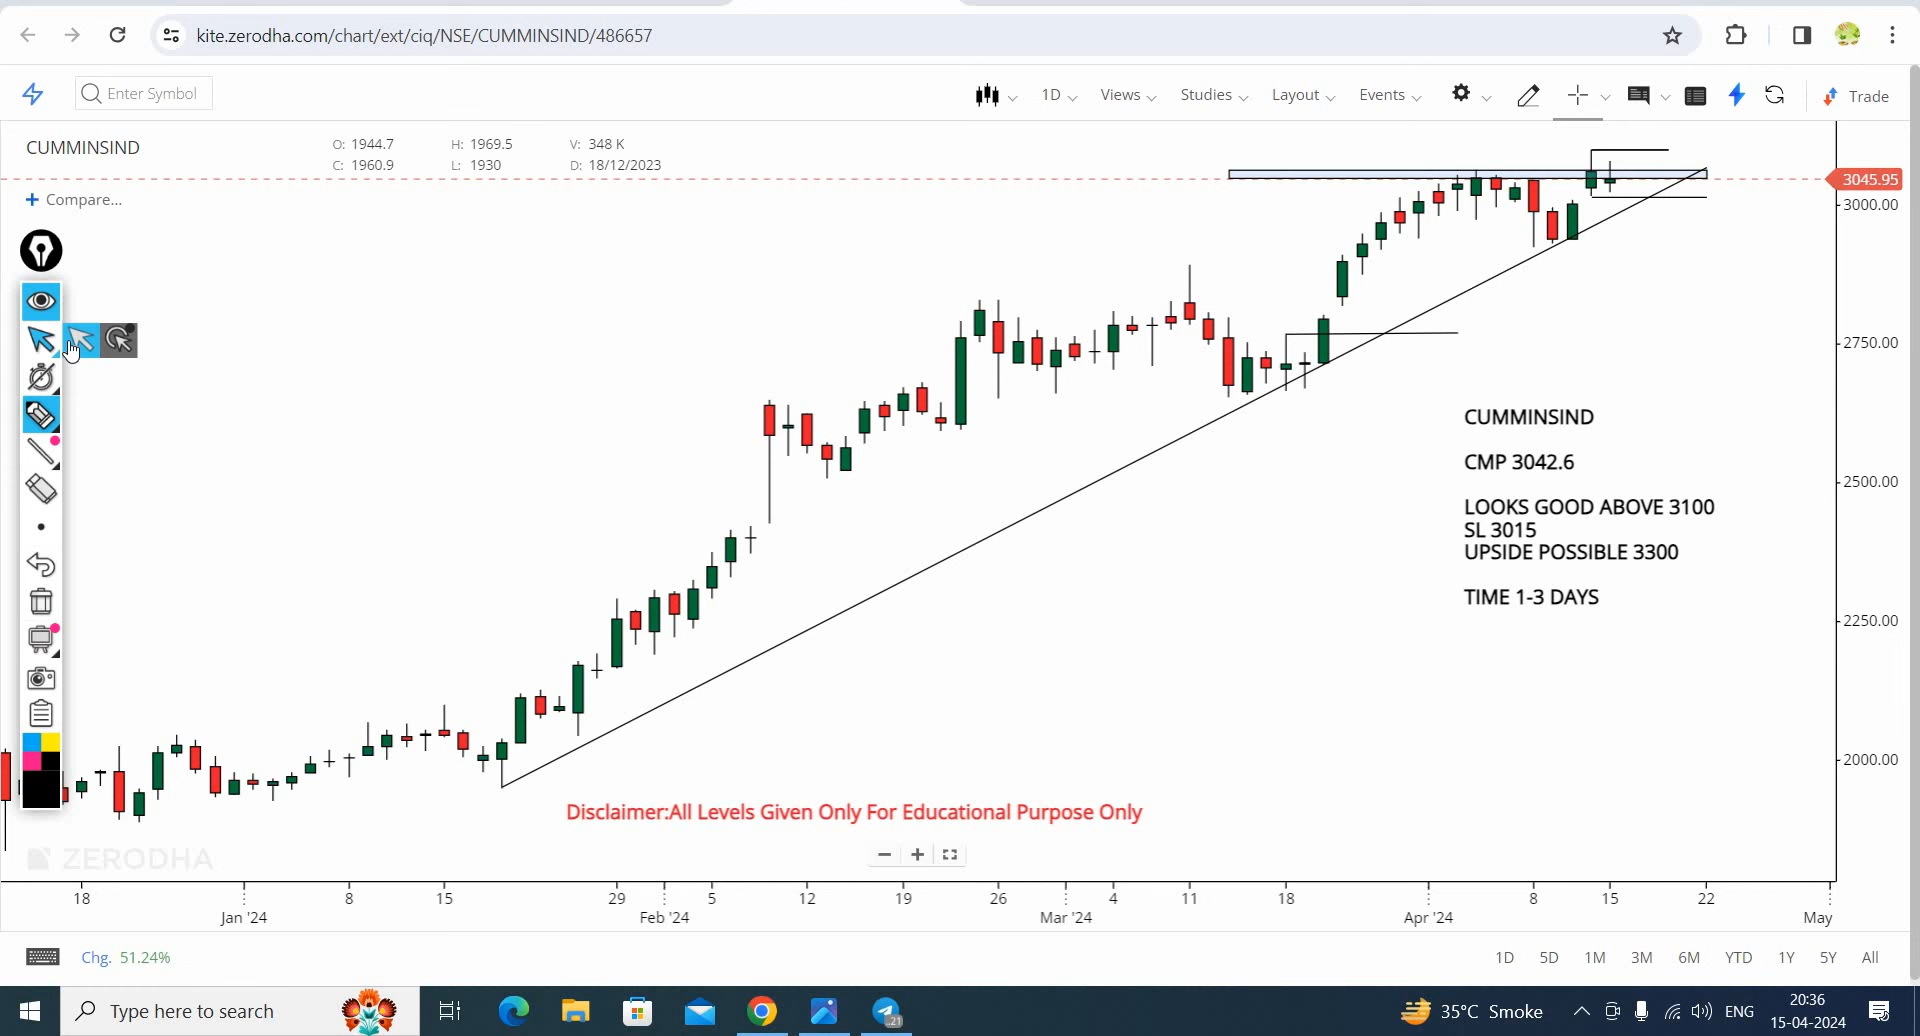 kite.zerodha.com/chart/ext/ciq/NSE/CUMMINSIND/486657
Enter Symbol
1D
Views
Studies
Layout
Events
Trade
CUMMINSIND
O: 1944.7 H: 1969.5 V: 348 K
C: 1960.9 L: 1930 D: 18/12/2023
+ Compare...
3045.95
3000.00
2750.00
2500.00
2250.00
2000.00
CUMMINSIND
CMP 3042.6
LOOKS GOOD ABOVE 3100
SL 3015
UPSIDE POSSIBLE 3300
TIME 1-3 DAYS
Disclaimer:All Levels Given Only For Educational Purpose Only
ZERODHA
18 8 15 29 5 12 19 26 4 11 18 8 15 22
Jan '24 Feb '24 Mar '24 Apr '24 May
Chg. 51.24%
1D 5D 1M 3M 6M YTD 1Y 5Y All
Type here to search
21
35°C Smoke
ENG
20:36
15-04-2024